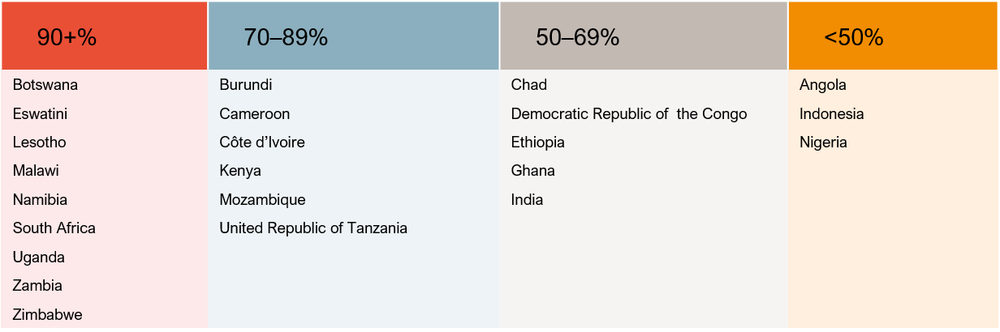 90+%
70–89%
50–69%
<50%
Botswana
Eswatini
Lesotho
Malawi
Namibia
South Africa
Uganda
Zambia
Zimbabwe
Burundi
Cameroon
Côte d’Ivoire
Kenya
Mozambique
United Republic of Tanzania
Chad
Democratic Republic of  the Congo
Ethiopia
Ghana
India
Angola
Indonesia
Nigeria